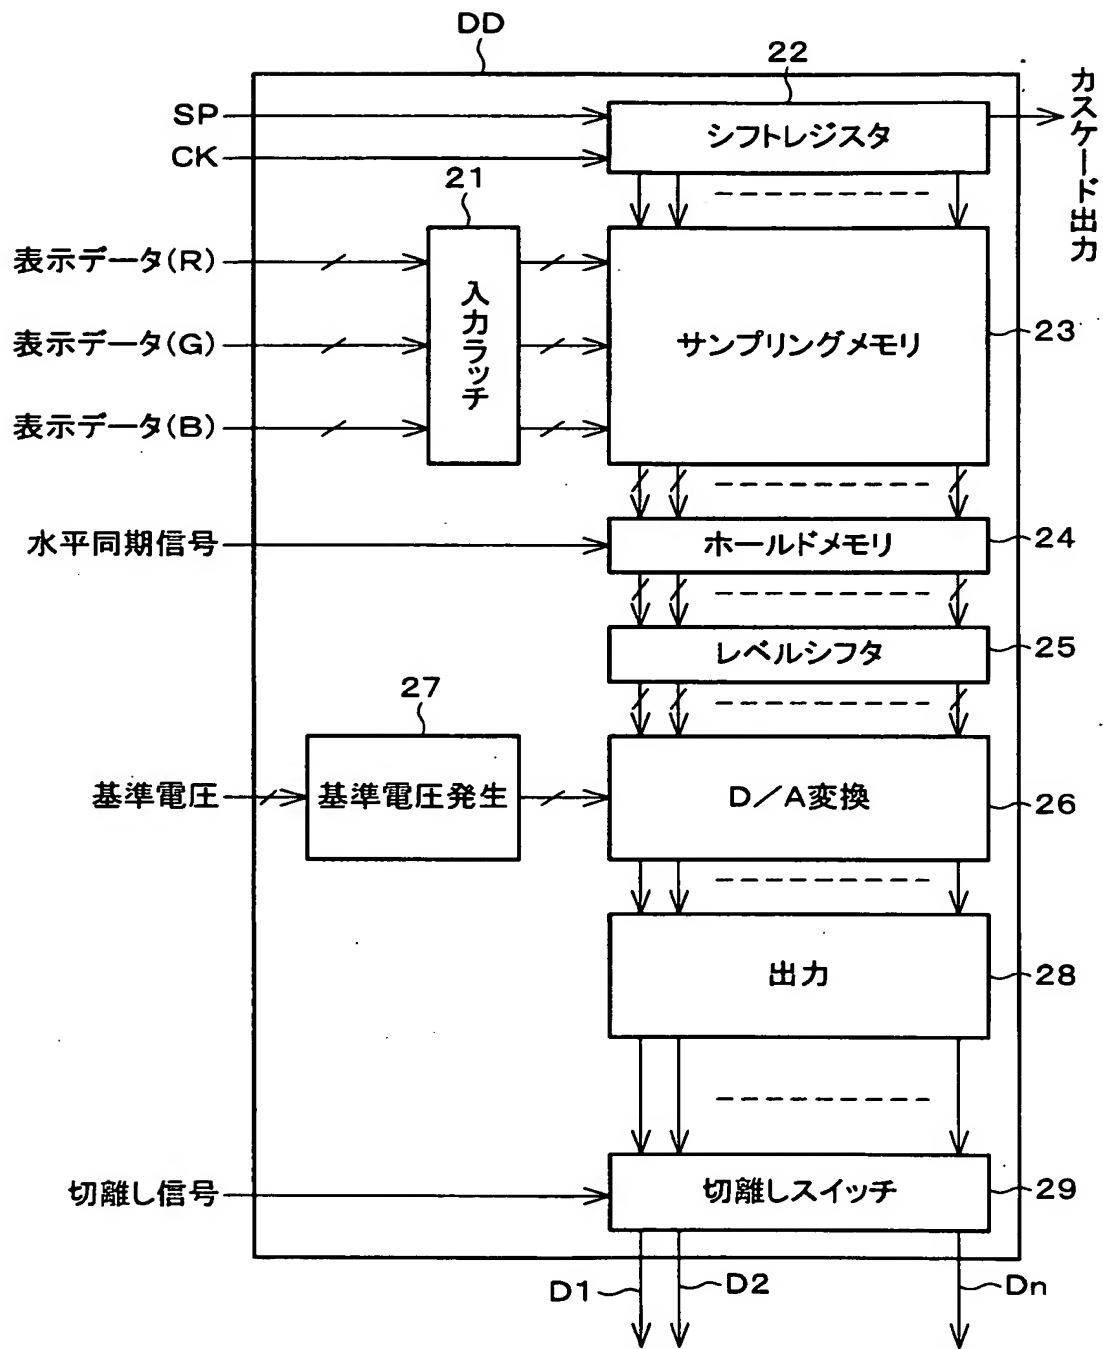 DD
22
SP
シフトレジスタ
カスケード出力
CK
21
表示データ(R)
表示データ(G)
表示データ(B)
入力ラッチ
サンプリングメモリ
23
水平同期信号
ホールドメモリ
24
レベルシフタ
25
27
基準電圧
基準電圧発生
D/A変換
26
出力
28
切離し信号
切離しスイッチ
29
D1
D2
Dn